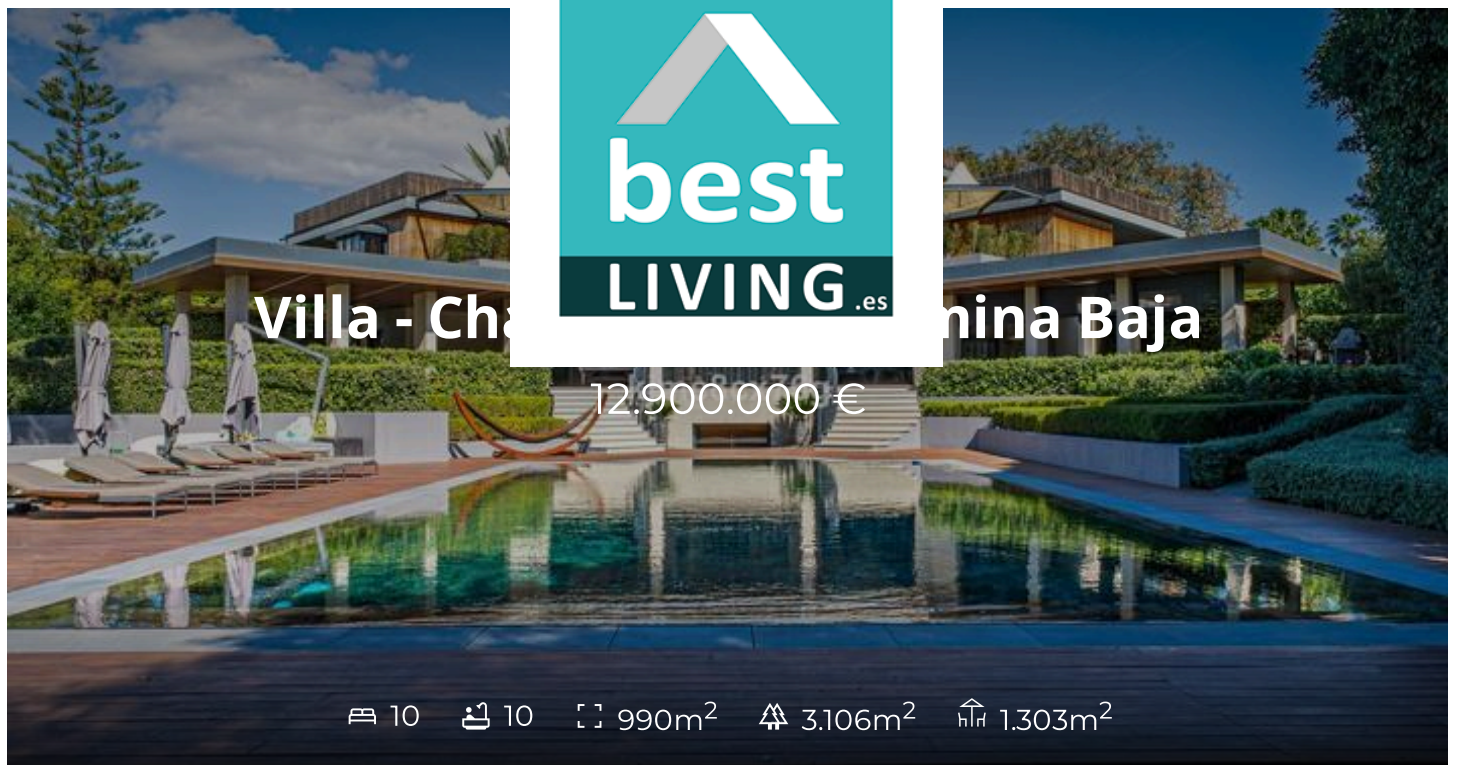 best
LIVING.es
Villa - Cha mina Baja
12.900.000 €
10 10 990m² 3.106m² 1.303m²